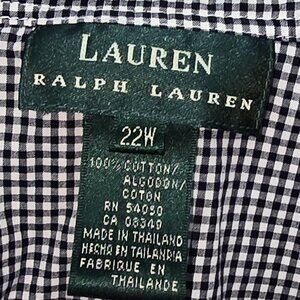 LAUREN
RALPH LAUREN
22W
100% COTTON/
ALGODON/
COTON
RN 54050
CA 03349
MADE IN THAILAND
HECHO EN TAILANDIA
FABRIQUE EN
THAILANDE